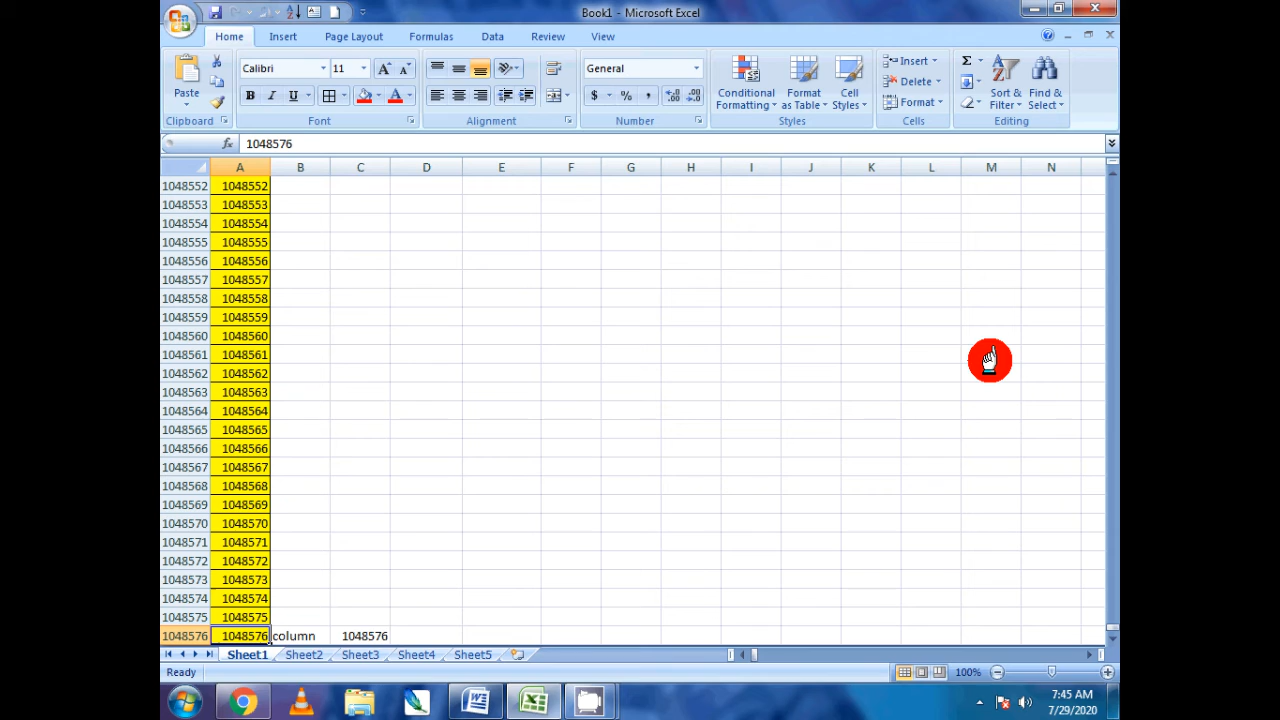 Book1 - Microsoft Excel
Home Insert Page Layout Formulas Data Review View
Paste Calibri 11 General Conditional Formatting Format as Table Cell Styles Insert Delete Format Sort & Filter Find & Select
Clipboard Font Alignment Number Styles Cells Editing
fx 1048576
A B C D E F G H I J K L M N
1048552 1048552
1048553 1048553
1048554 1048554
1048555 1048555
1048556 1048556
1048557 1048557
1048558 1048558
1048559 1048559
1048560 1048560
1048561 1048561
1048562 1048562
1048563 1048563
1048564 1048564
1048565 1048565
1048566 1048566
1048567 1048567
1048568 1048568
1048569 1048569
1048570 1048570
1048571 1048571
1048572 1048572
1048573 1048573
1048574 1048574
1048575 1048575
1048576 1048576 column 1048576
Sheet1 Sheet2 Sheet3 Sheet4 Sheet5
Ready 100%
7:45 AM
7/29/2020